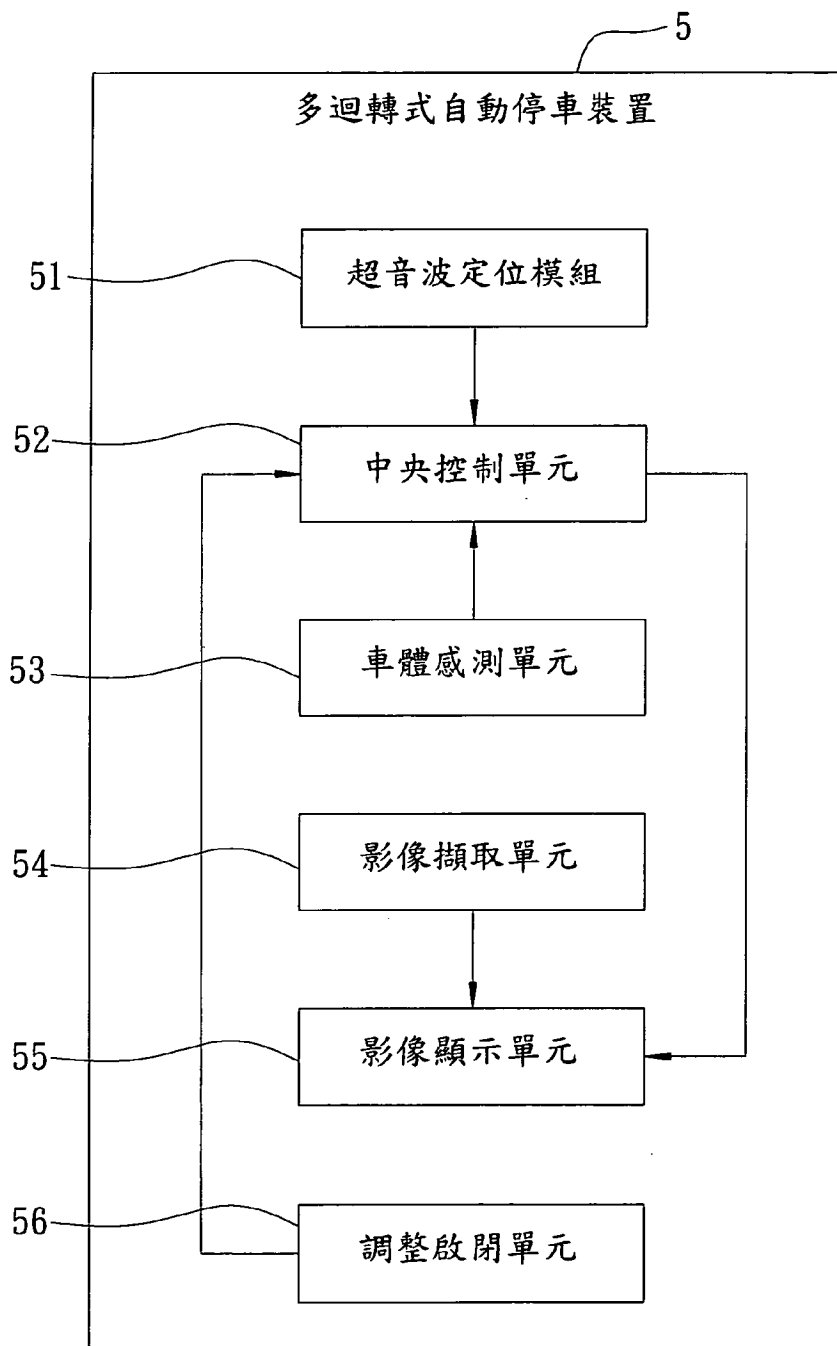 5
多迴轉式自動停車裝置
51
超音波定位模組
52
中央控制單元
53
車體感測單元
54
影像擷取單元
55
影像顯示單元
56
調整啟閉單元